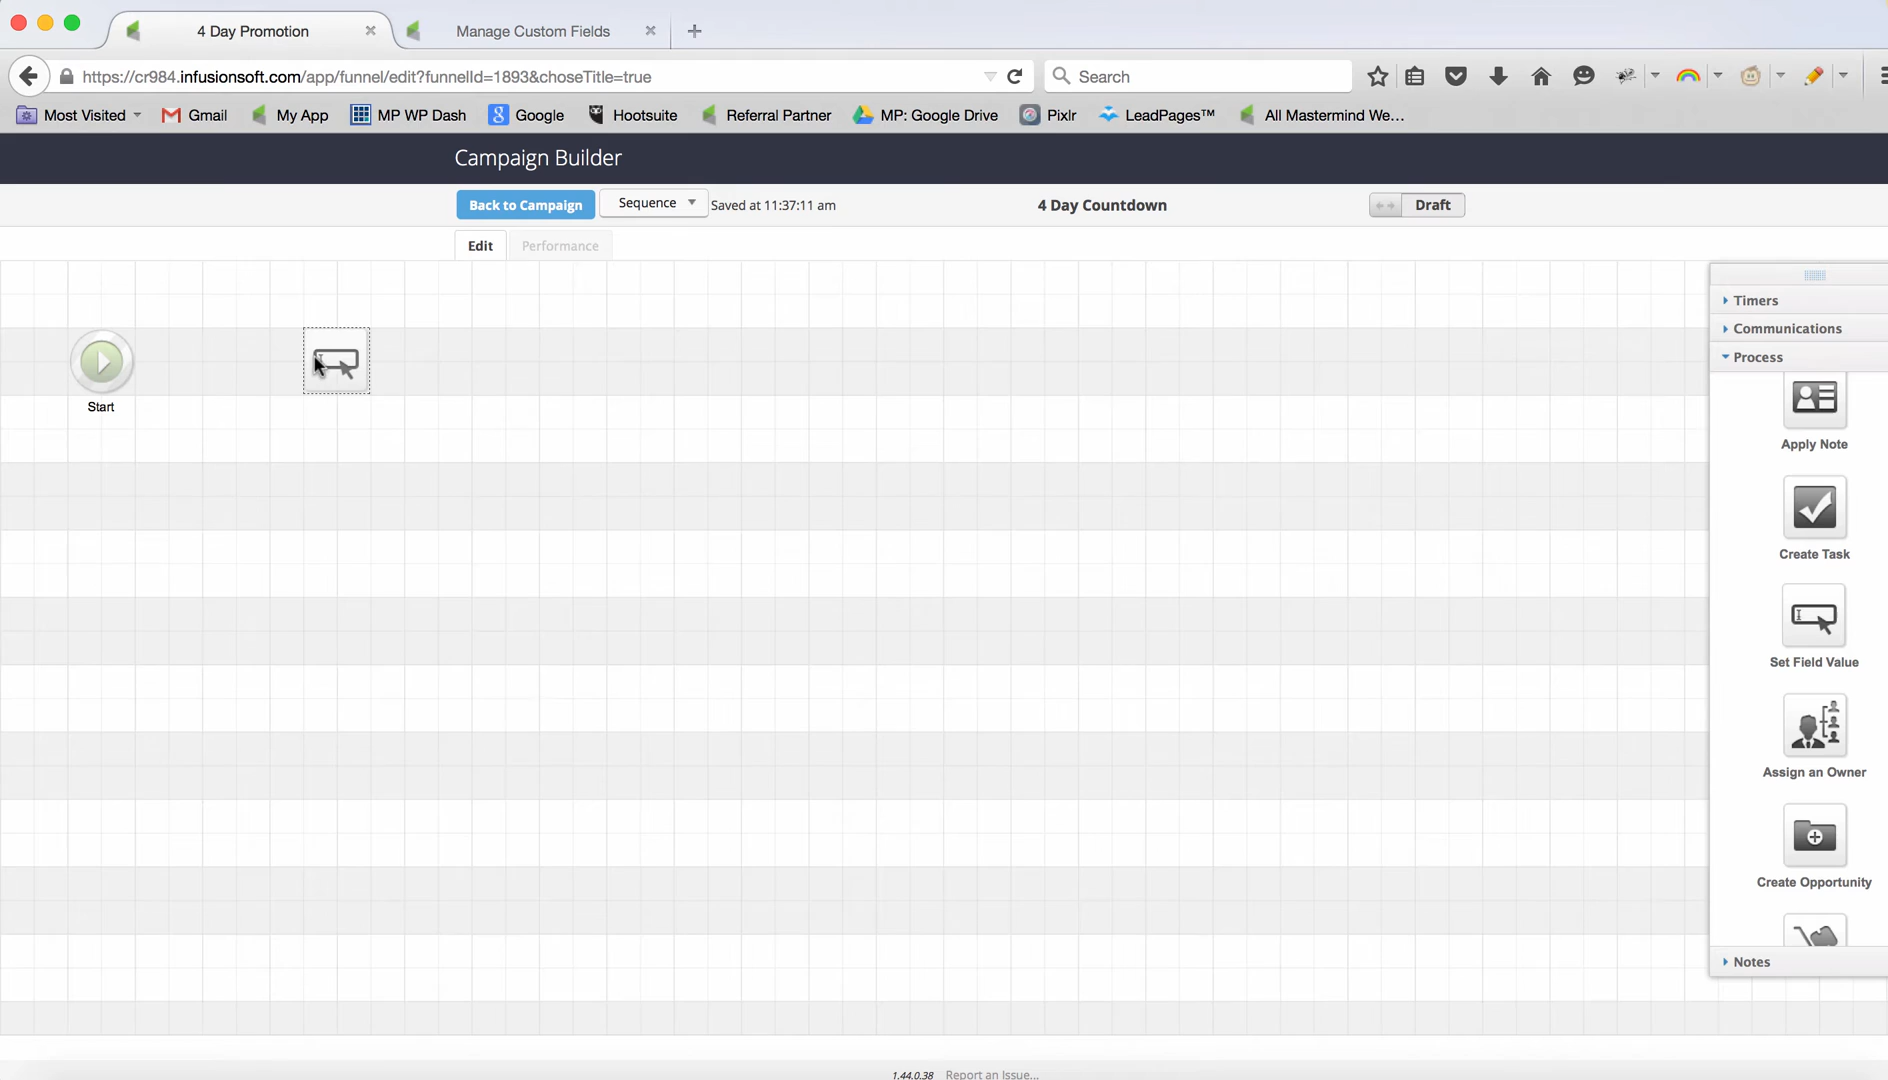 4 Day Promotion
Manage Custom Fields
https://cr984.infusionsoft.com/app/funnel/edit?funnelId=1893&choseTitle=true
Search
Most Visited
Gmail
My App
MP WP Dash
Google
Hootsuite
Referral Partner
MP: Google Drive
Pixlr
LeadPages™
All Mastermind We...
Campaign Builder
Back to Campaign
Sequence
Saved at 11:37:11 am
4 Day Countdown
Draft
Edit
Performance
Start
Timers
Communications
Process
Apply Note
Create Task
Set Field Value
Assign an Owner
Create Opportunity
Notes
1.44.0.38 Report an Issue...